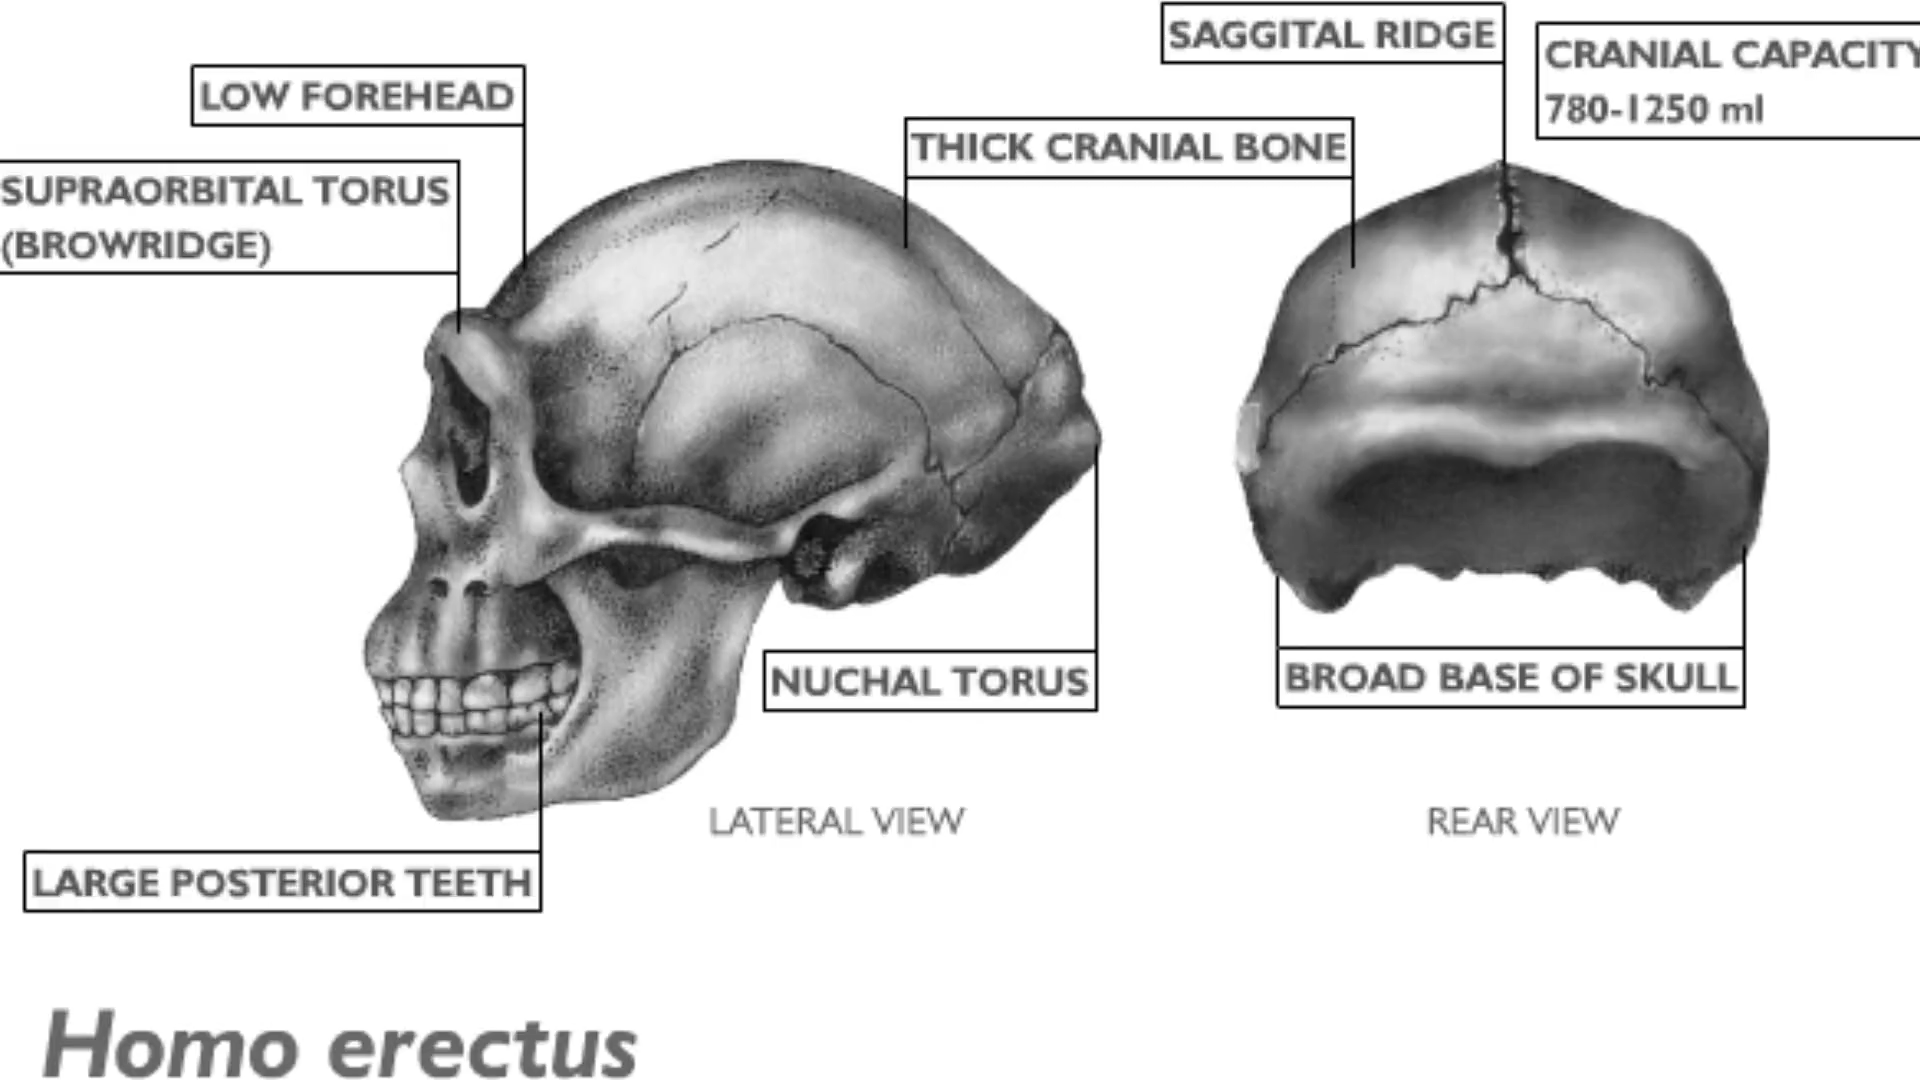 SAGGITAL RIDGE
CRANIAL CAPACITY
780-1250 ml
LOW FOREHEAD
THICK CRANIAL BONE
SUPRAORBITAL TORUS
(BROWRIDGE)
NUCHAL TORUS
BROAD BASE OF SKULL
LATERAL VIEW
REAR VIEW
LARGE POSTERIOR TEETH
Homo erectus